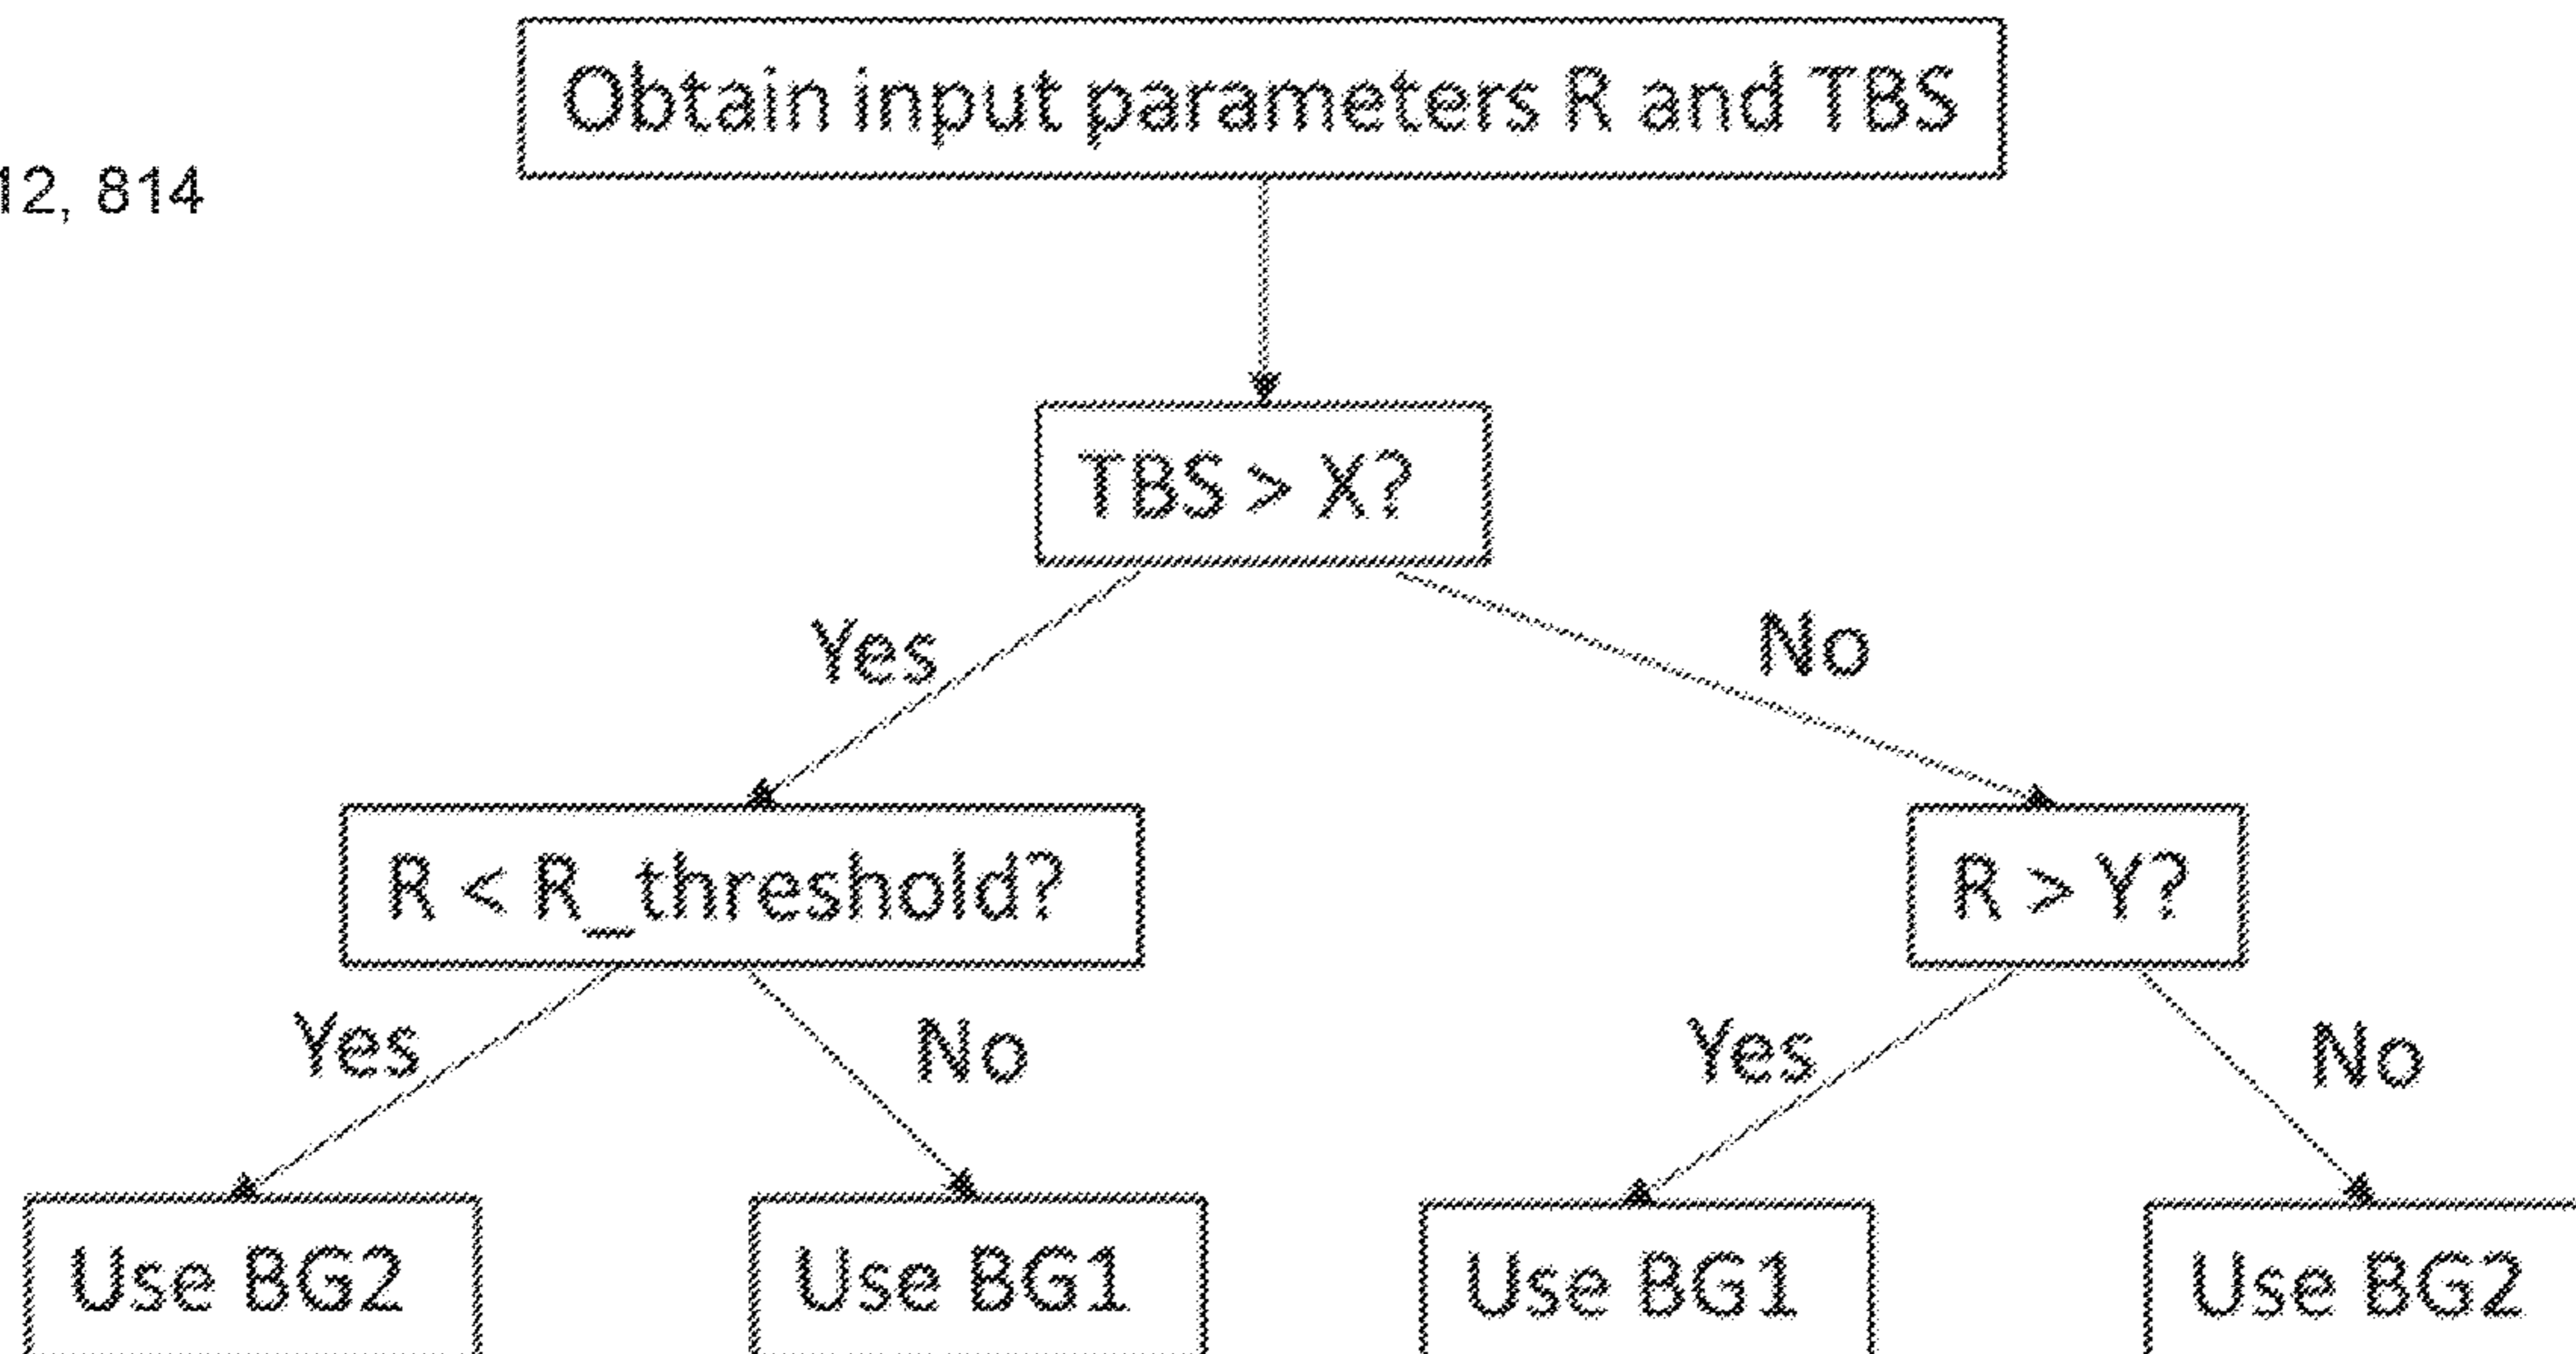 Obtain input parameters R and TBS
12, 814
TBS > X?
Yes
No
R < R_threshold?
R > Y?
Yes
No
Yes
No
Use BG2
Use BG1
Use BG1
Use BG2